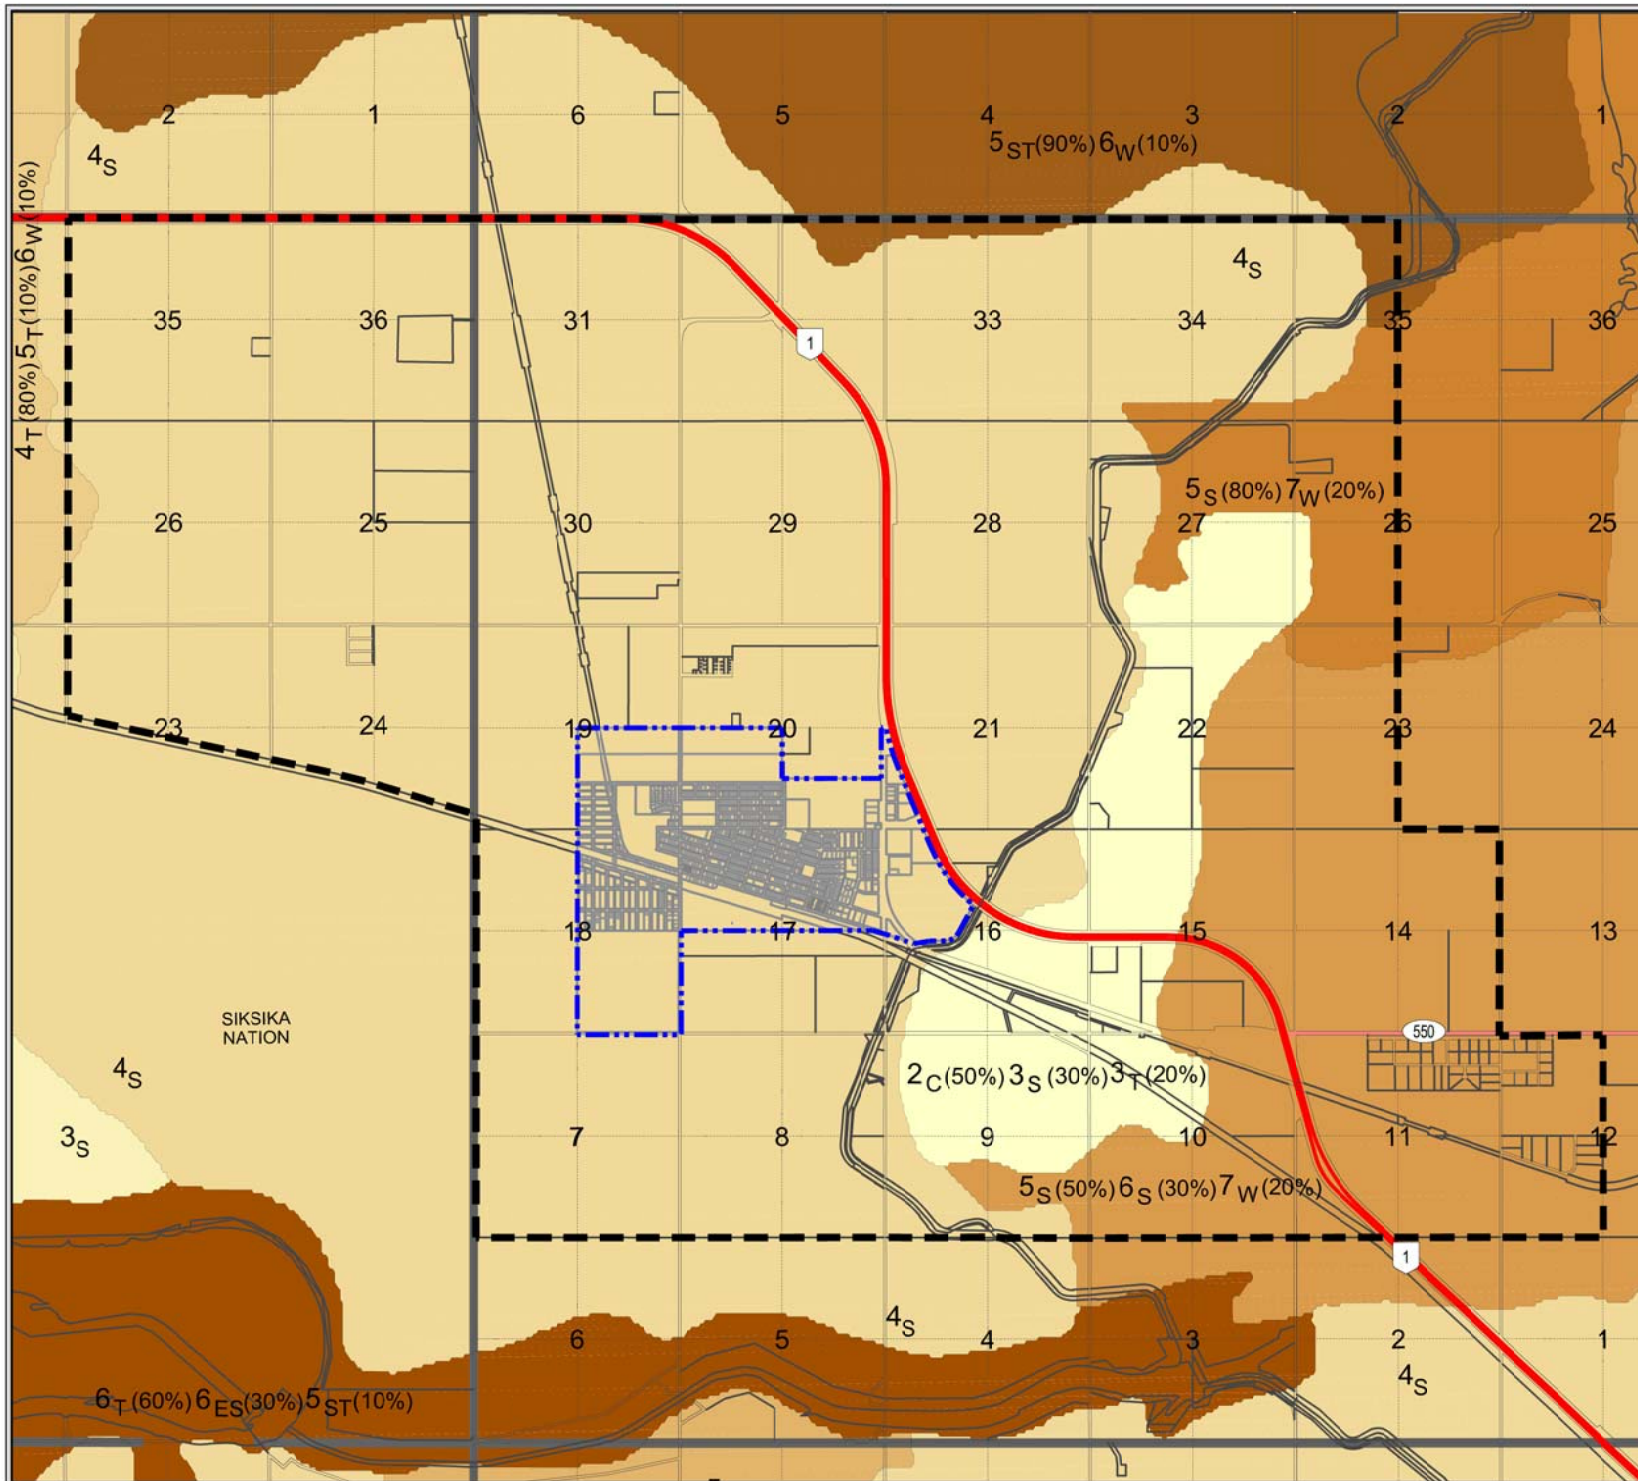 2 1 6 5 4 3 2 1
5ST(90%)6W(10%)
4S
4T(80%)5T(10%)6W(10%)
4S
35 36 31 33 34 35 36
1
5S(80%)7W(20%)
26 25 30 29 28 27 26 25
23 24 19 20 21 22 23 24
18 17 16 15 14 13
SIKSIKA
NATION
550
4S
2C(50%)3S(30%)3T(20%)
3S
7 8 9 10 11 12
5S(50%)6S(30%)7W(20%)
1
4S
6 5 4 3 2 1
4S
6T(60%)6ES(30%)5ST(10%)